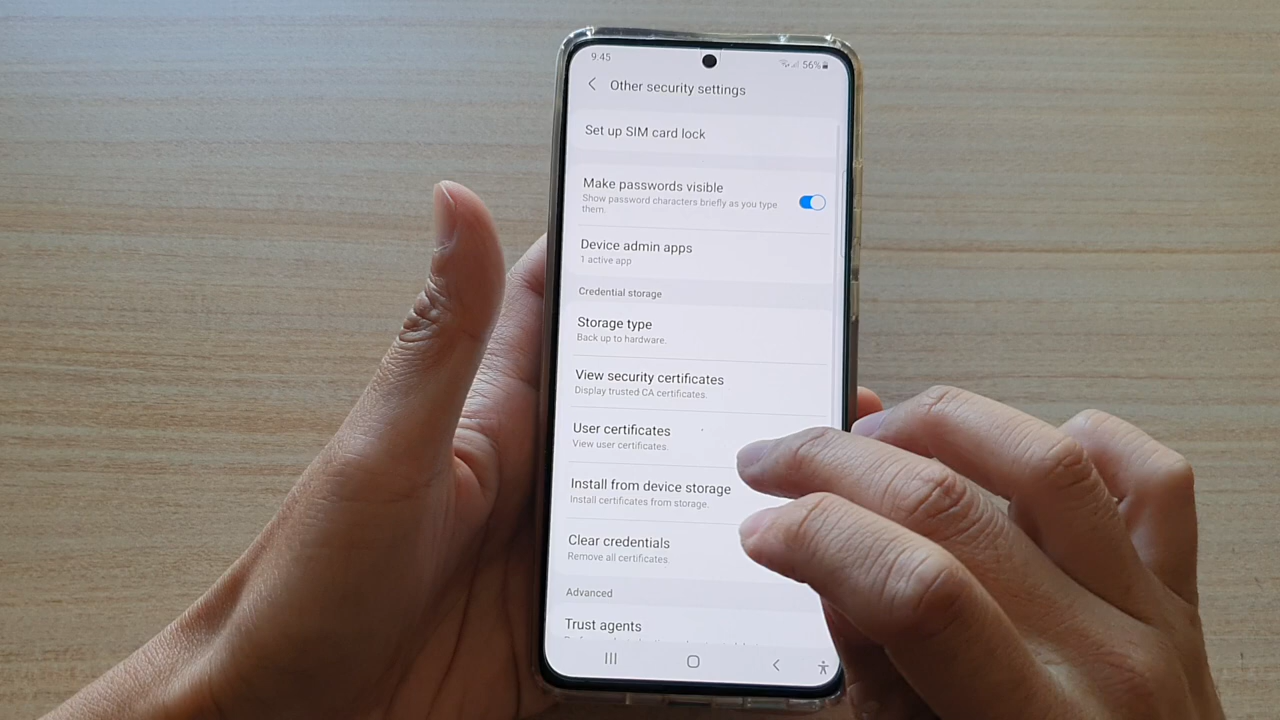 9:45
56%
Other security settings
Set up SIM card lock
Make passwords visible
Show password characters briefly as you type
them.
Device admin apps
1 active app
Credential storage
Storage type
Back up to hardware.
View security certificates
Display trusted CA certificates.
User certificates
View user certificates.
Install from device storage
Install certificates from storage.
Clear credentials
Remove all certificates.
Advanced
Trust agents